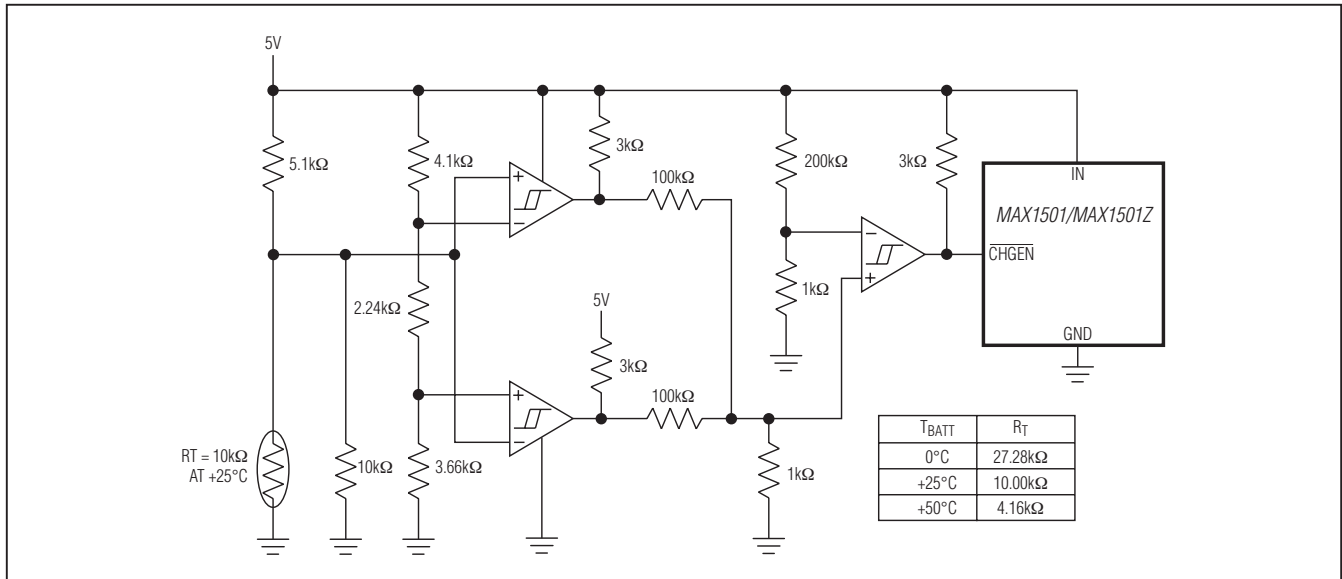 5V
5.1kΩ
4.1kΩ
3kΩ
100kΩ
200kΩ
3kΩ
IN
MAX1501/MAX1501Z
CHGEN
GND
+
−
−
+
1kΩ
2.24kΩ
5V
3kΩ
100kΩ
+
−
RT = 10kΩ
AT +25°C
10kΩ
3.66kΩ
1kΩ
TBATT RT
0°C 27.28kΩ
+25°C 10.00kΩ
+50°C 4.16kΩ